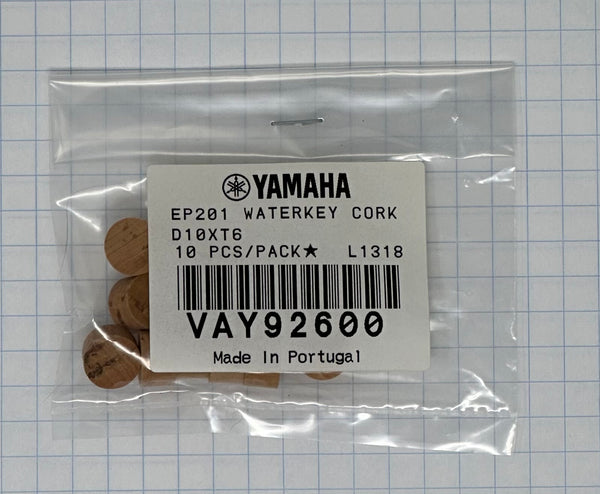 YAMAHA
EP201 WATERKEY CORK
D10XT6
10 PCS/PACK★ L1318
VAY92600
Made In Portugal